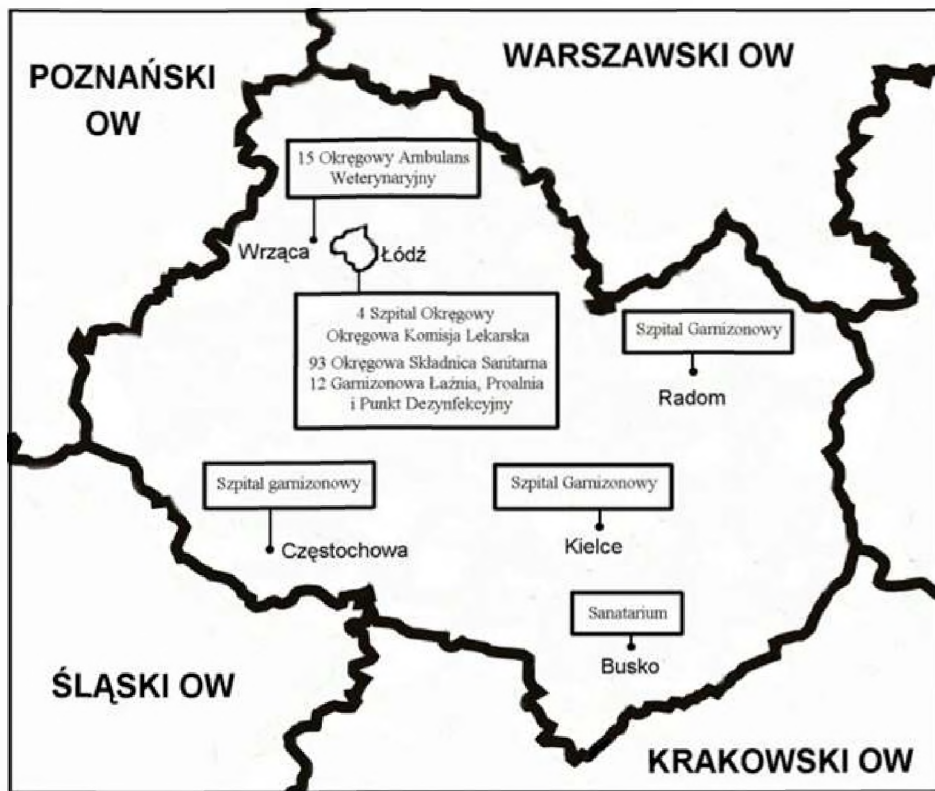 POZNAŃSKI
OW
WARSZAWSKI OW
15 Okręgowy Ambulans
Weterynaryjny
Wrząca
Łódź
4 Szpital Okręgowy
Okręgowa Komisja Lekarska
93 Okręgowa Składnica Sanitarna
12 Garnizonowa Łaźnia, Proalnia
i Punkt Dezynfekcyjny
Szpital Garnizonowy
Radom
Szpital garnizonowy
Częstochowa
Szpital Garnizonowy
Kielce
Sanatarium
Busko
ŚLĄSKI OW
KRAKOWSKI OW